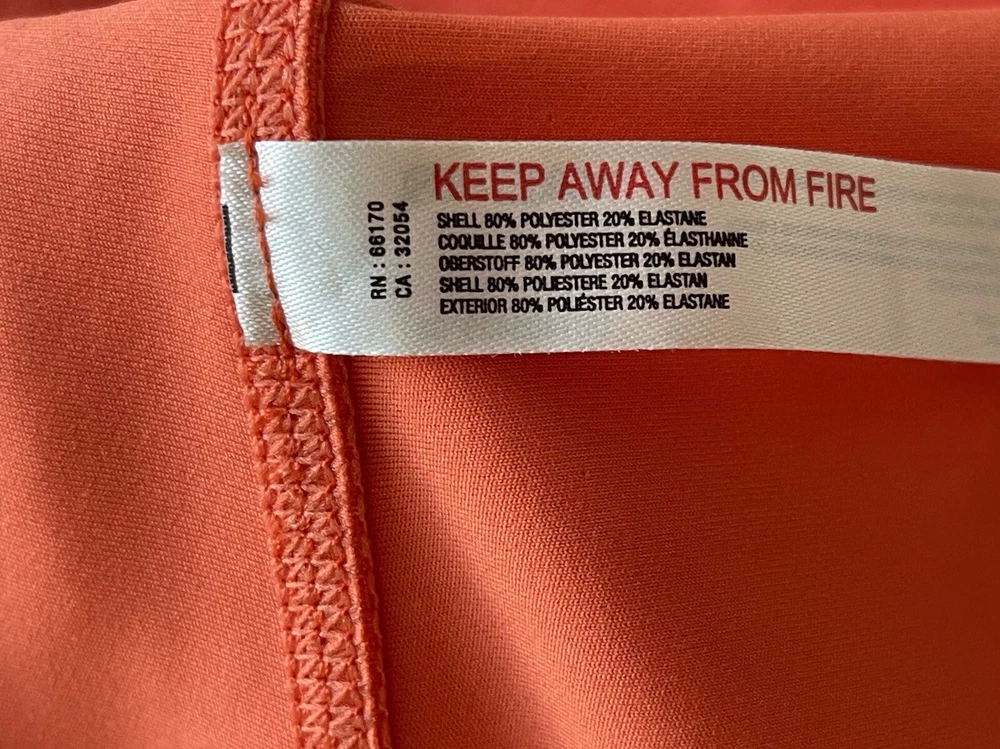 KEEP AWAY FROM FIRE
SHELL 80% POLYESTER 20% ELASTANE
COQUILLE 80% POLYESTER 20% ÉLASTHANNE
OBERSTOFF 80% POLYESTER 20% ELASTAN
SHELL 80% POLIESTERE 20% ELASTAN
EXTERIOR 80% POLIÉSTER 20% ELASTANE
RN : 66170
CA : 32054